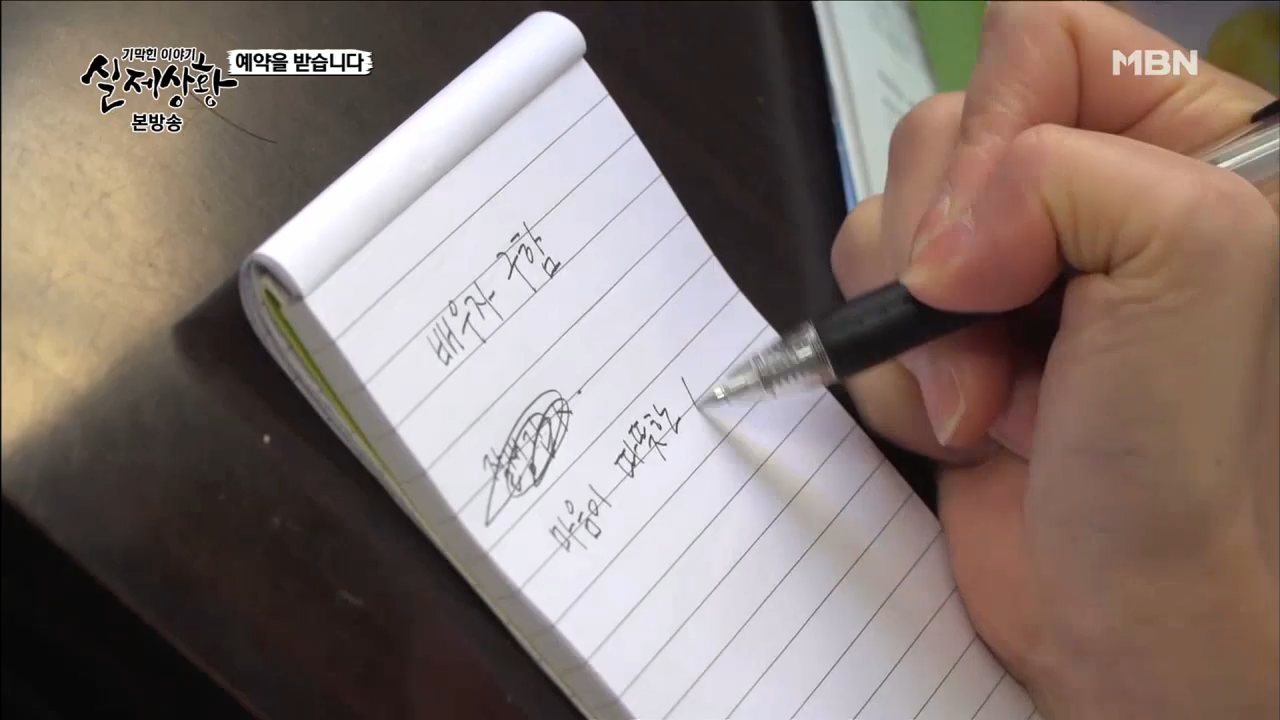 기막힌 이야기
실제상황
본방송
예약을 받습니다
MBN
배우자 구함
마음이 따뜻한